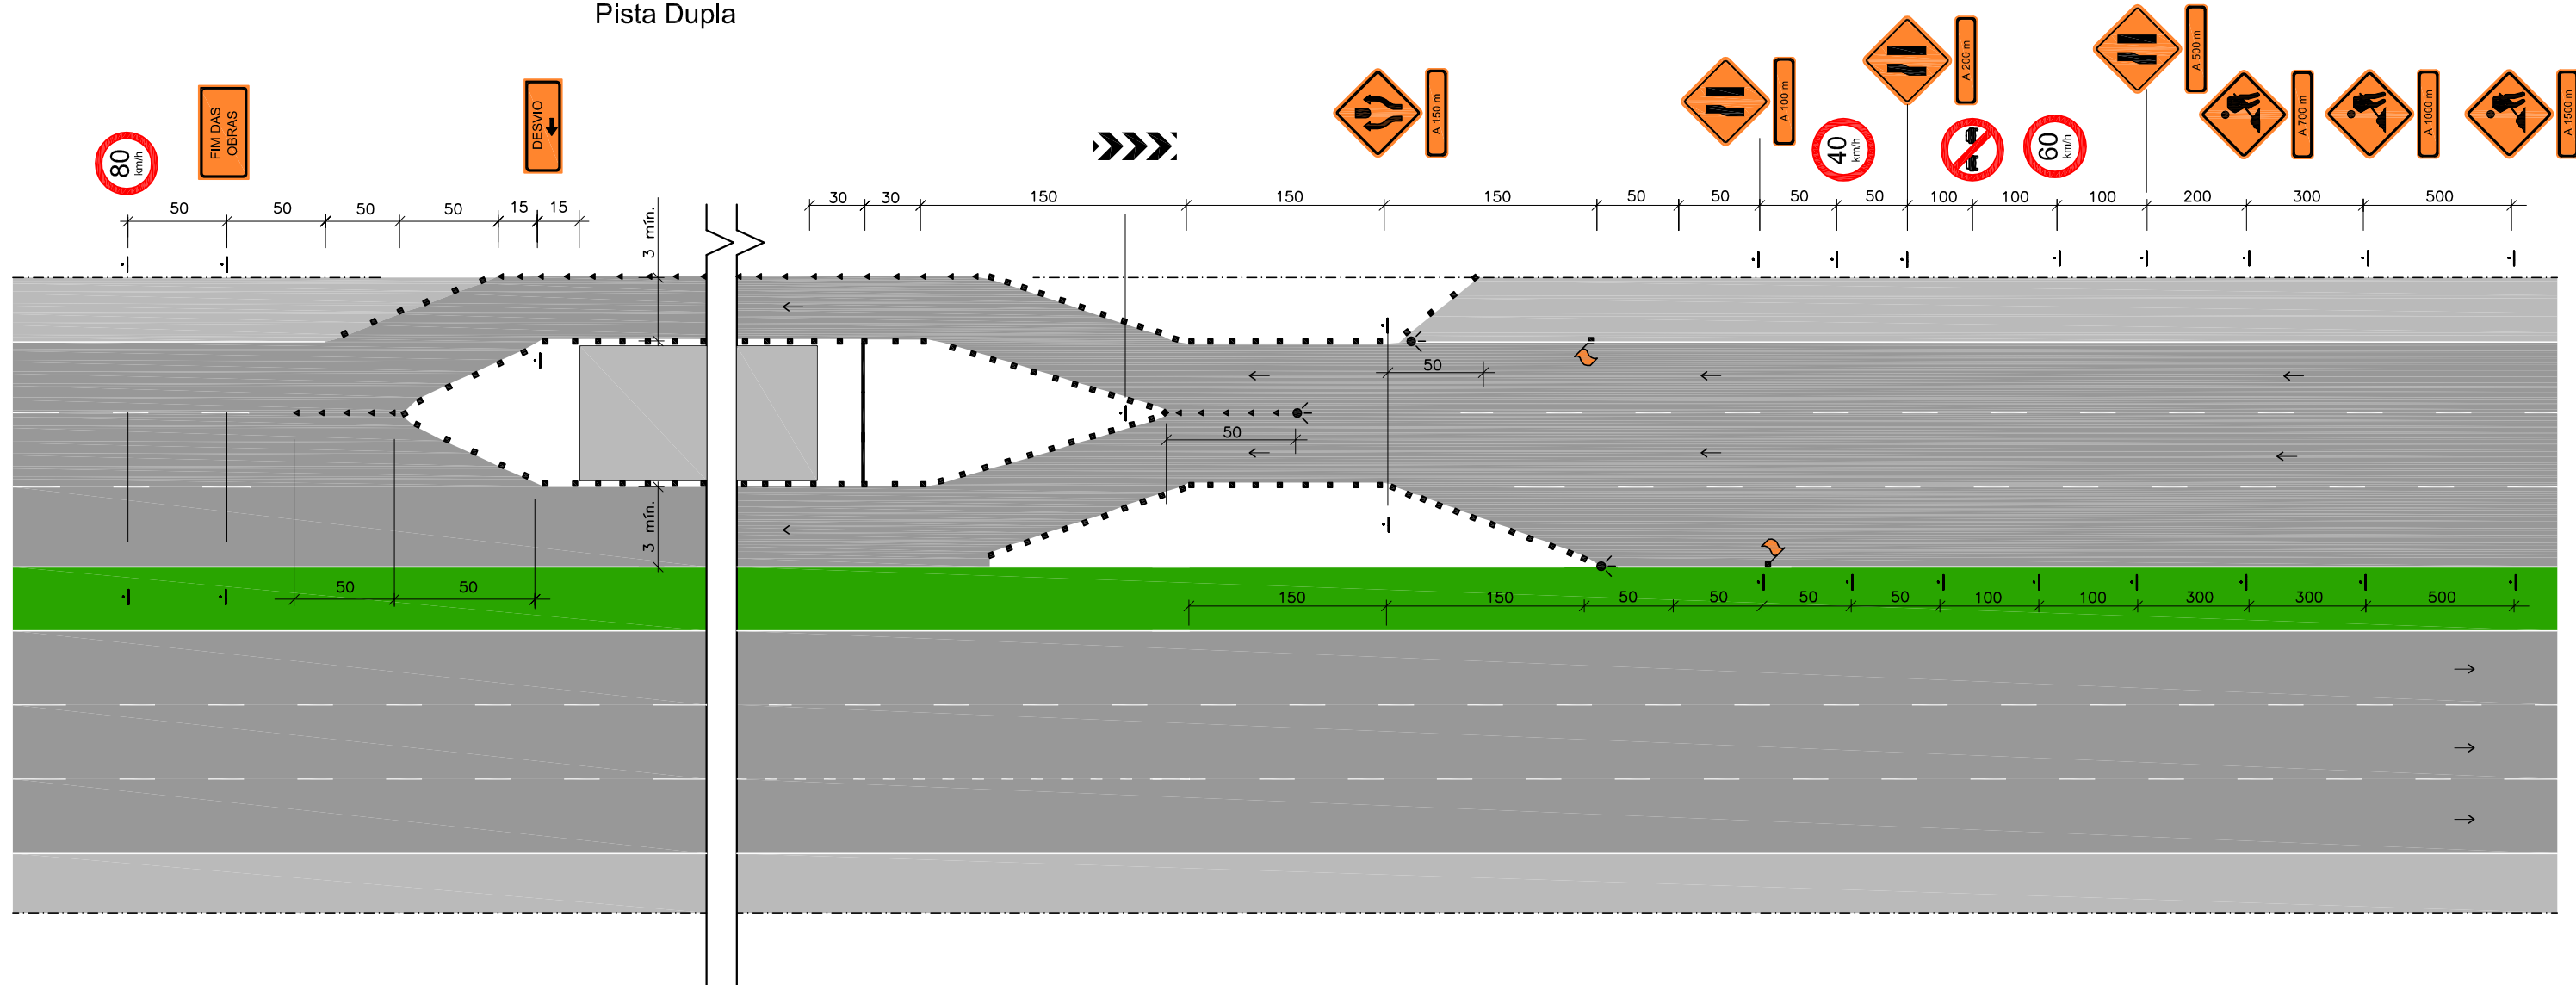 Pista Dupla
80
km/h
FIM DAS
OBRAS
DESVIO
A 150 m
A 100 m
40
km/h
A 200 m
60
km/h
A 500 m
A 700 m
A 1000 m
A 1500 m
50 50 50 50 15 15
3 mín.
30 30 150 150 150 50 50 50 50 100 100 100 200 300 500
50
50
3 mín.
50 50
150 150 50 50 50 50 100 100 300 300 500